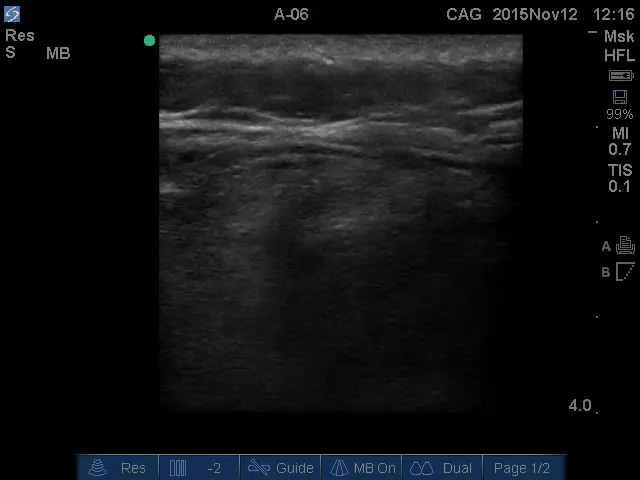 A-06 CAG 2015Nov12 12:16
Res
S MB
Msk
HFL
99%
MI
0.7
TIS
0.1
A
B
4.0
Res -2 Guide MB On Dual Page 1/2